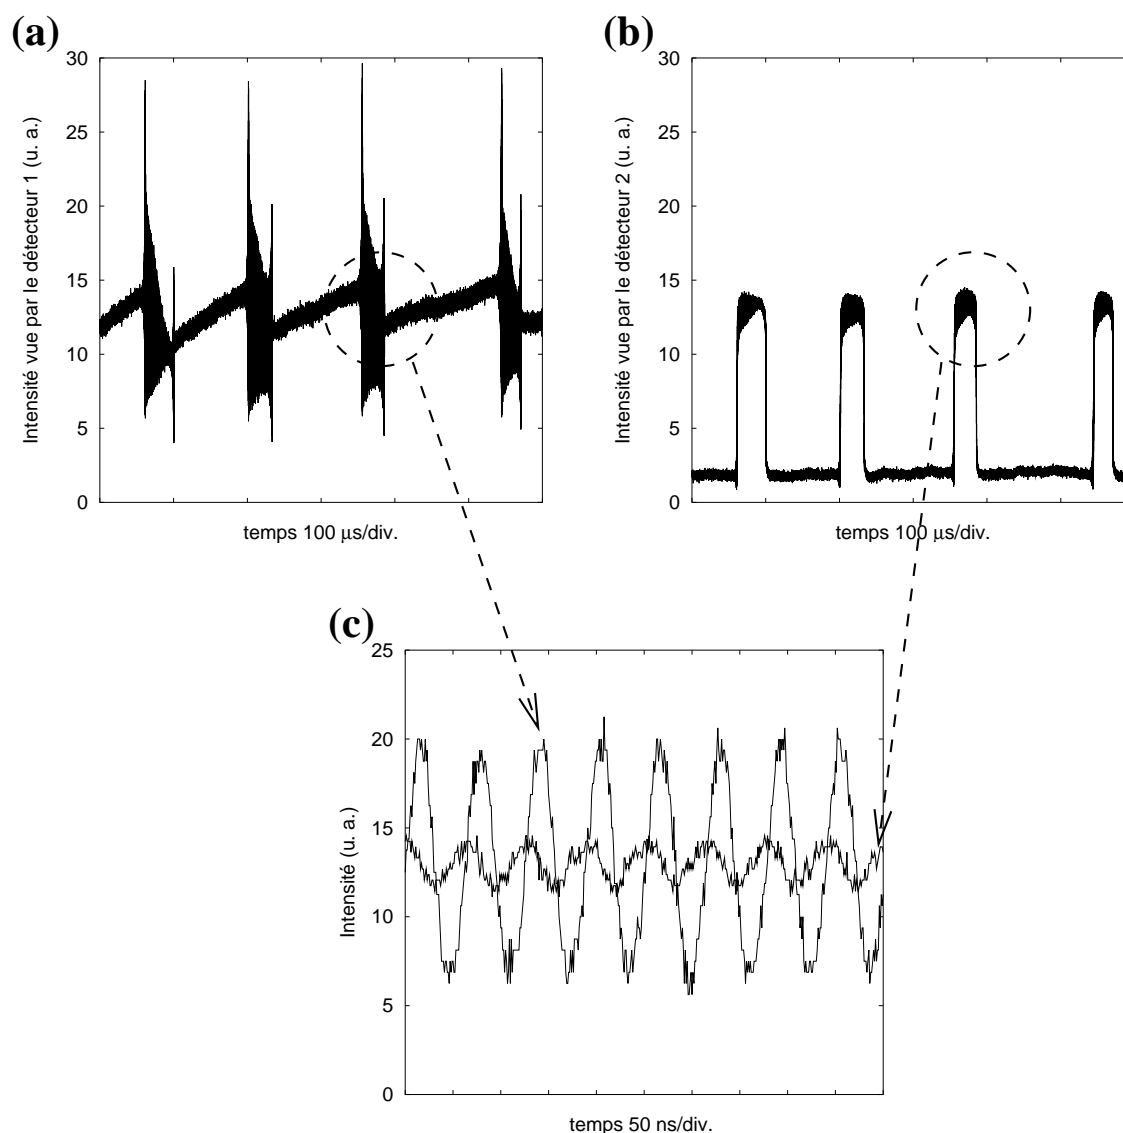 (a)
(b)
30
25
20
15
10
5
0
Intensité vue par le détecteur 1 (u. a.)
temps 100 µs/div.
30
25
20
15
10
5
0
Intensité vue par le détecteur 2 (u. a.)
temps 100 µs/div.
(c)
25
20
15
10
5
0
Intensité (u. a.)
temps 50 ns/div.